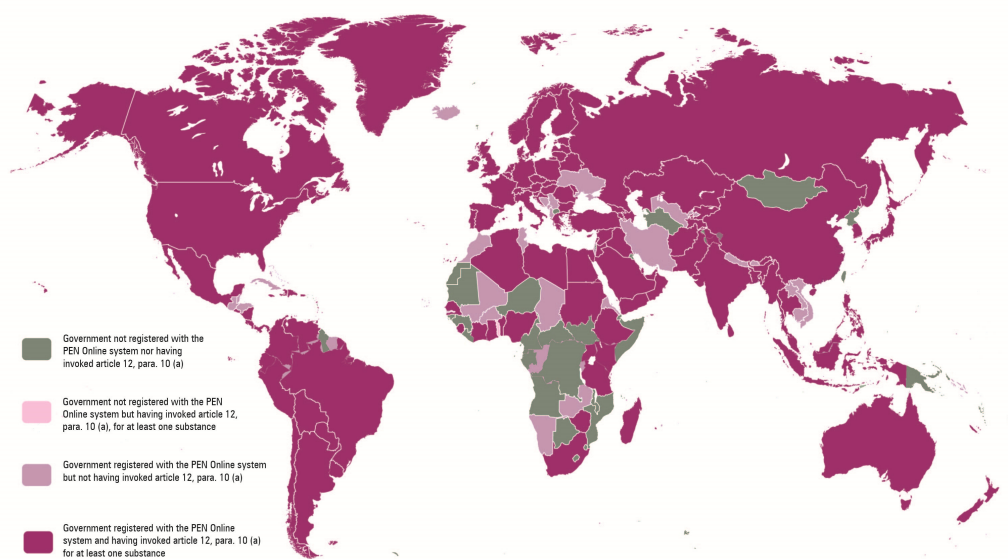 Government not registered with the
PEN Online system nor having
invoked article 12, para. 10 (a)
Government not registered with the PEN
Online system but having invoked article 12,
para. 10 (a), for at least one substance
Government registered with the PEN Online system
but not having invoked article 12, para. 10 (a)
Government registered with the PEN Online
system and having invoked article 12, para. 10 (a)
for at least one substance